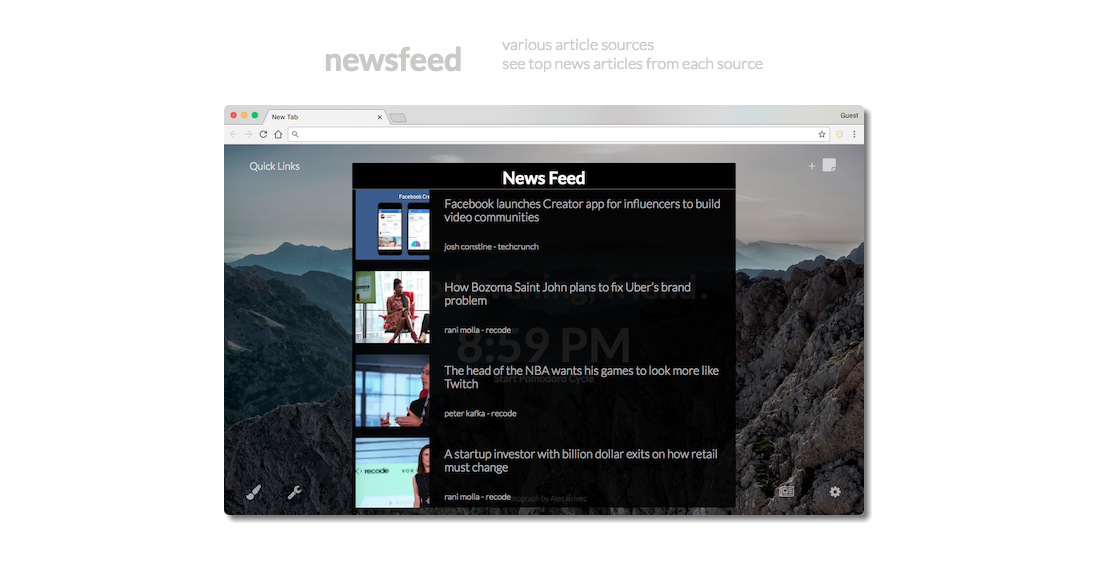 newsfeed
various article sources
see top news articles from each source
New Tab
Guest
Quick Links
News Feed
Facebook Cre
Facebook launches Creator app for influencers to build
video communities
josh constine - techcrunch
evening, friend.
How Bozoma Saint John plans to fix Uber's brand
problem
rani molla - recode
8:59 PM
The head of the NBA wants his games to look more like
Twitch
Start Pomodoro Cycle
peter kafka - recode
A startup investor with billion dollar exits on how retail
must change
recode
rani molla - recode
tograph by Ales Krivec